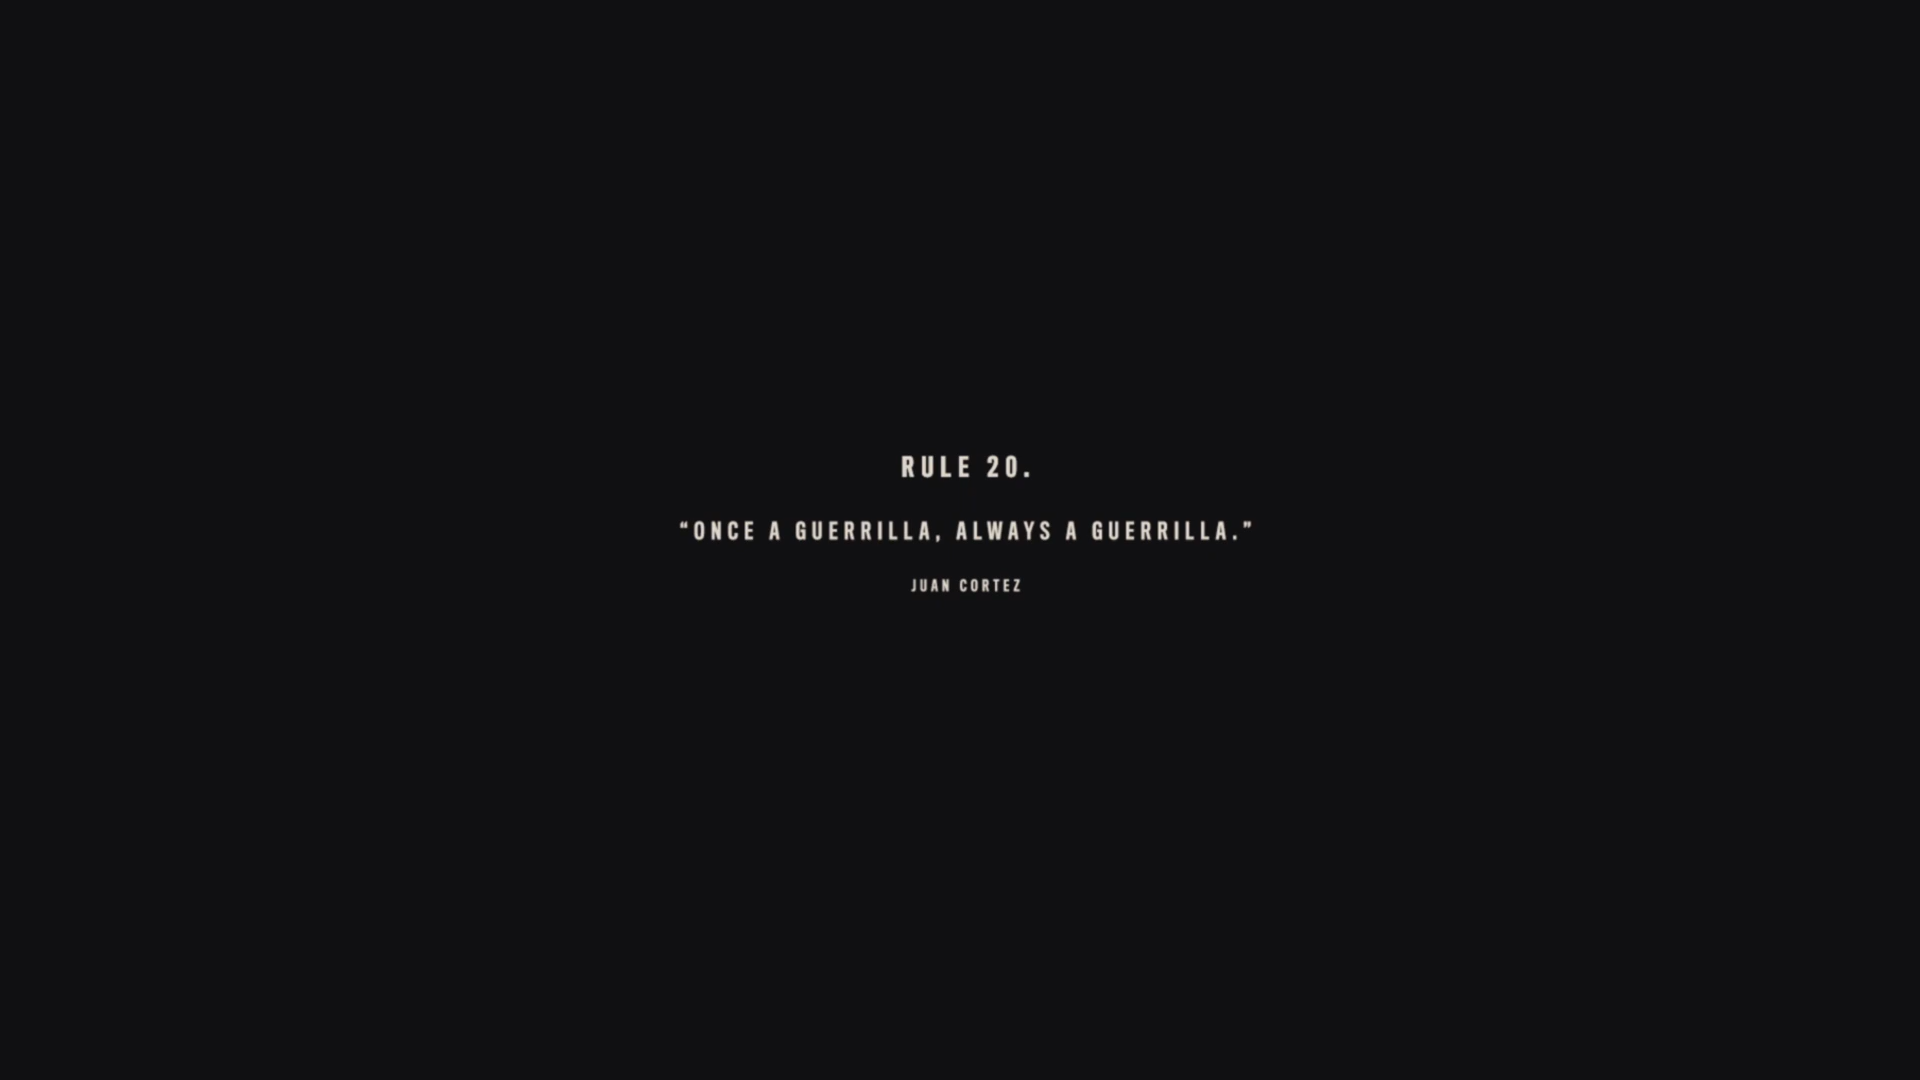 RULE 20.
“ONCE A GUERRILLA, ALWAYS A GUERRILLA.”
JUAN CORTEZ